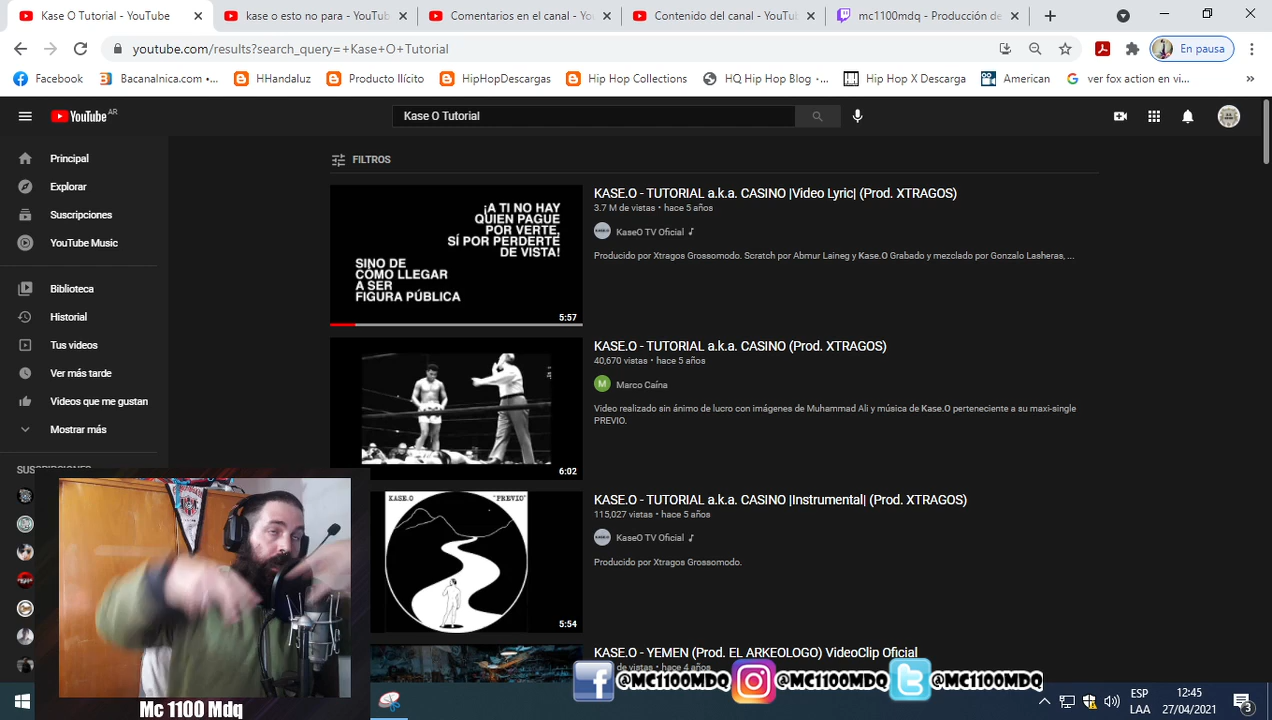 Kase O Tutorial - YouTube
kase o esto no para - YouTub
Comentarios en el canal - YouT
Contenido del canal - YouTub
mc1100mdq - Producción de
youtube.com/results?search_query=+Kase+O+Tutorial
En pausa
Facebook
Bacanalnica.com •...
HHandaluz
Producto Ilícito
HipHopDescargas
Hip Hop Collections
HQ Hip Hop Blog -...
Hip Hop X Descarga
American
ver fox action en vi...
YouTube AR
Kase O Tutorial
Principal
Explorar
Suscripciones
YouTube Music
Biblioteca
Historial
Tus videos
Ver más tarde
Videos que me gustan
Mostrar más
SUSCRIPCIONES
FILTROS
¡A TI NO HAY
QUIEN PAGUE
POR VERTE,
SÍ POR PERDERTE
DE VISTA!
SINO DE
CÓMO LLEGAR
A SER
FIGURA PÚBLICA
5:57
KASE.O - TUTORIAL a.k.a. CASINO |Video Lyric| (Prod. XTRAGOS)
3.7 M de vistas • hace 5 años
KaseO TV Oficial
Producido por Xtragos Grossomodo. Scratch por Abmur Laineg y Kase.O Grabado y mezclado por Gonzalo Lasheras, ...
6:02
KASE.O - TUTORIAL a.k.a. CASINO (Prod. XTRAGOS)
40,670 vistas • hace 5 años
M
Marco Caína
Video realizado sin ánimo de lucro con imágenes de Muhammad Ali y música de Kase.O perteneciente a su maxi-single
PREVIO.
KASE.O
"PREVIO"
5:54
KASE.O - TUTORIAL a.k.a. CASINO |Instrumental| (Prod. XTRAGOS)
115,027 vistas • hace 5 años
KaseO TV Oficial
Producido por Xtragos Grossomodo.
KASE.O - YEMEN (Prod. EL ARKEOLOGO) VideoClip Oficial
de vistas • hace 4 años
@MC1100MDQ
@MC1100MDQ
@MC1100MDQ
Mc 1100 Mdq
ESP
LAA
12:45
27/04/2021
3